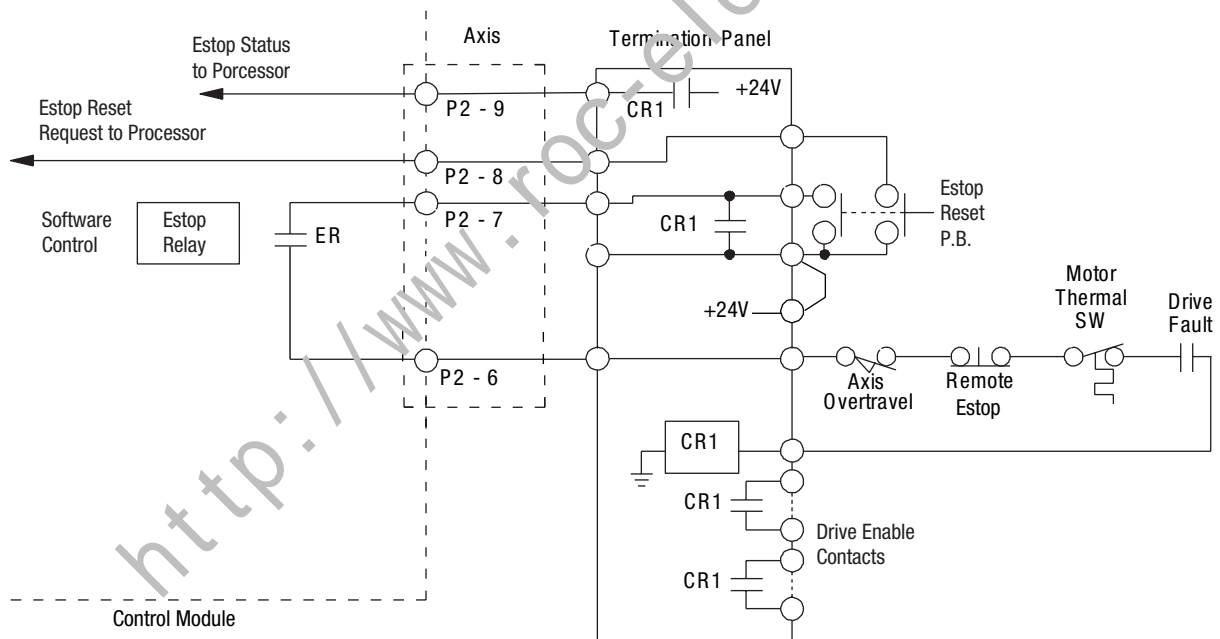 Axis
Termination Panel
Estop Status
to Porcessor
+24V
P2 - 9
CR1
Estop Reset
Request to Processor
P2 - 8
Estop
Reset
P.B.
P2 - 7
CR1
Software
Control
Estop
Relay
ER
Motor
Thermal
SW
Drive
Fault
+24V
P2 - 6
Axis
Overtravel
Remote
Estop
CR1
CR1
Drive Enable
Contacts
CR1
Control Module
http://www.roc-ele